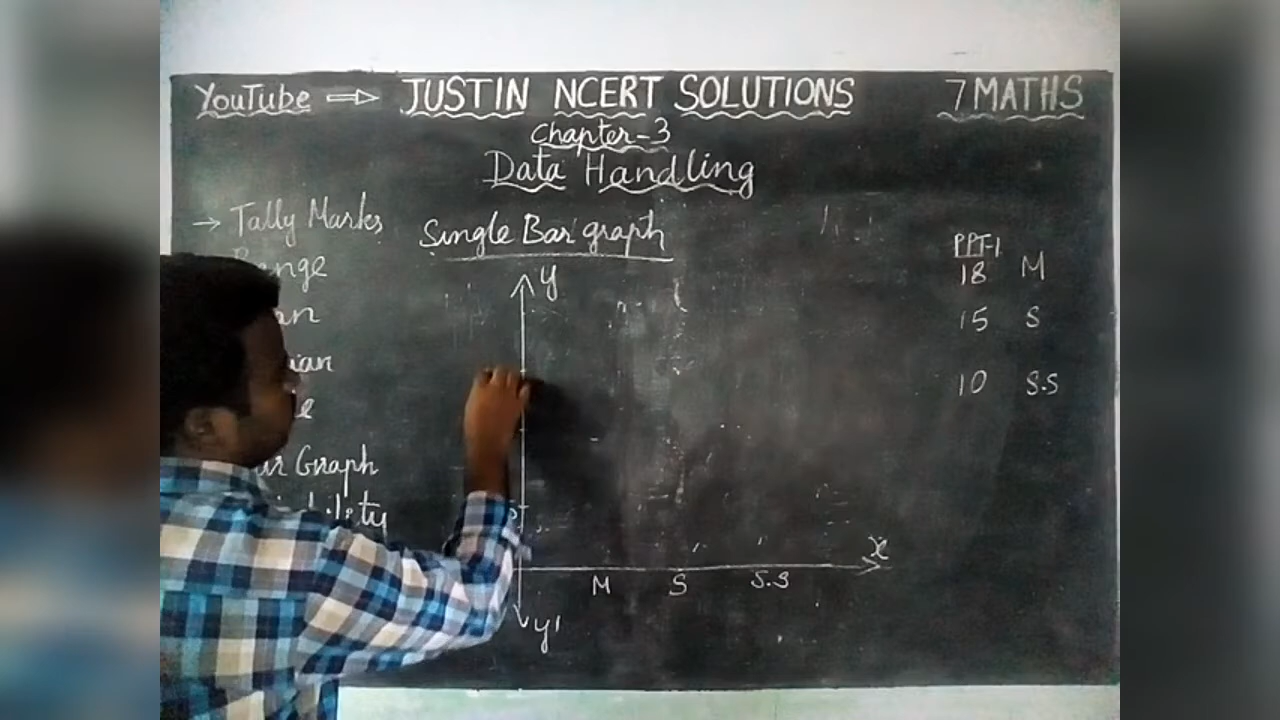 YouTube ⇒ JUSTIN NCERT SOLUTIONS 7 MATHS
Chapter-3
Data Handling
→ Tally Marks
Single Bar graph
Y
PPT-1
18 M
15 S
10 S.S
Graph
X
M S S.S
Y'